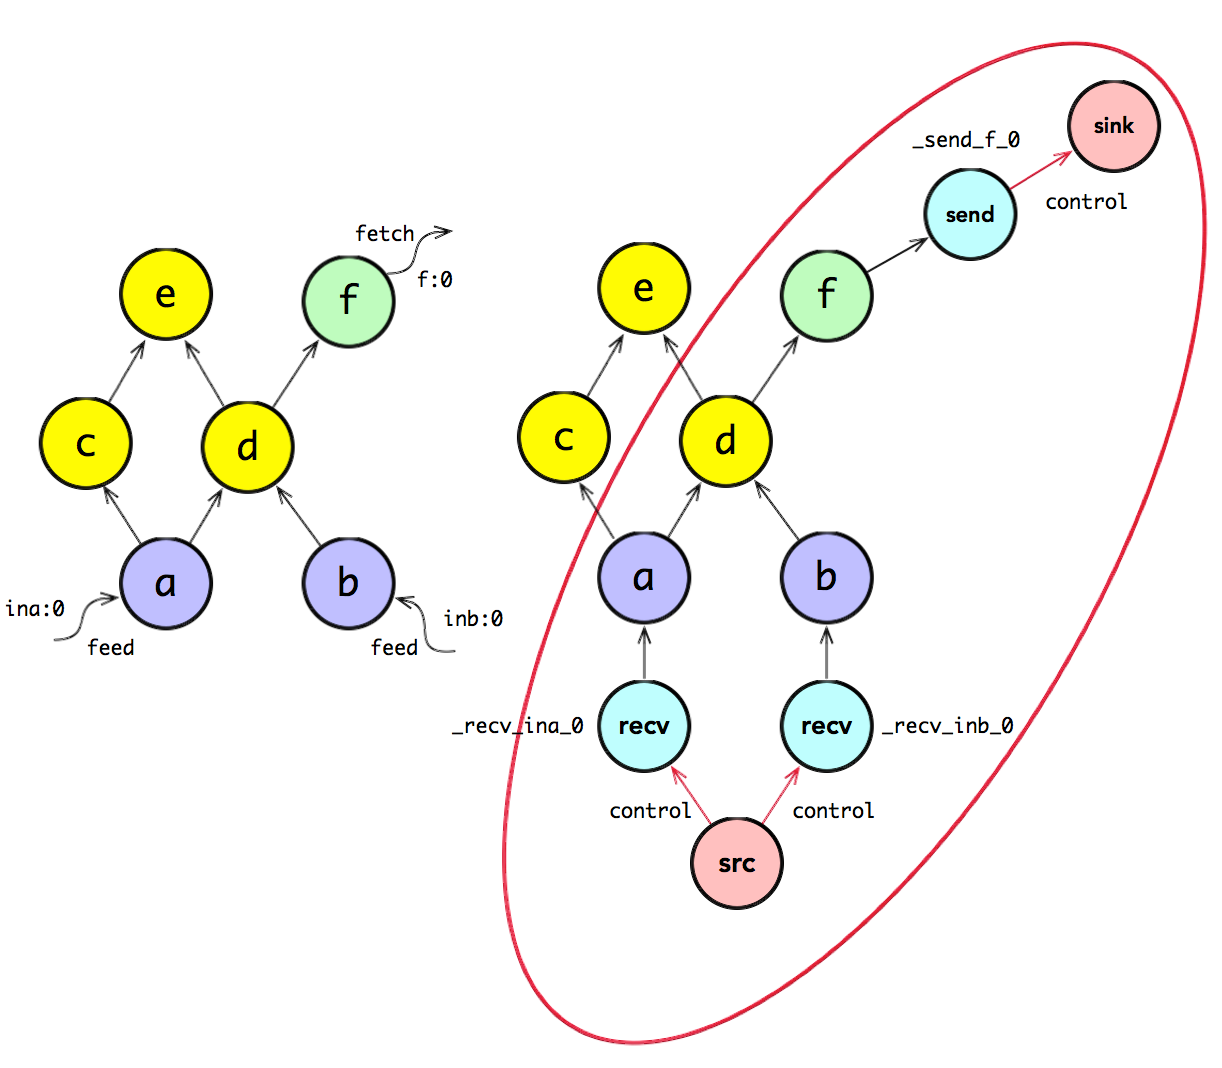 fetch
f:0
e
f
c
d
a
b
ina:0
feed
inb:0
feed
sink
_send_f_0
send
control
e
f
c
d
a
b
_recv_ina_0
recv
recv
_recv_inb_0
control
control
src